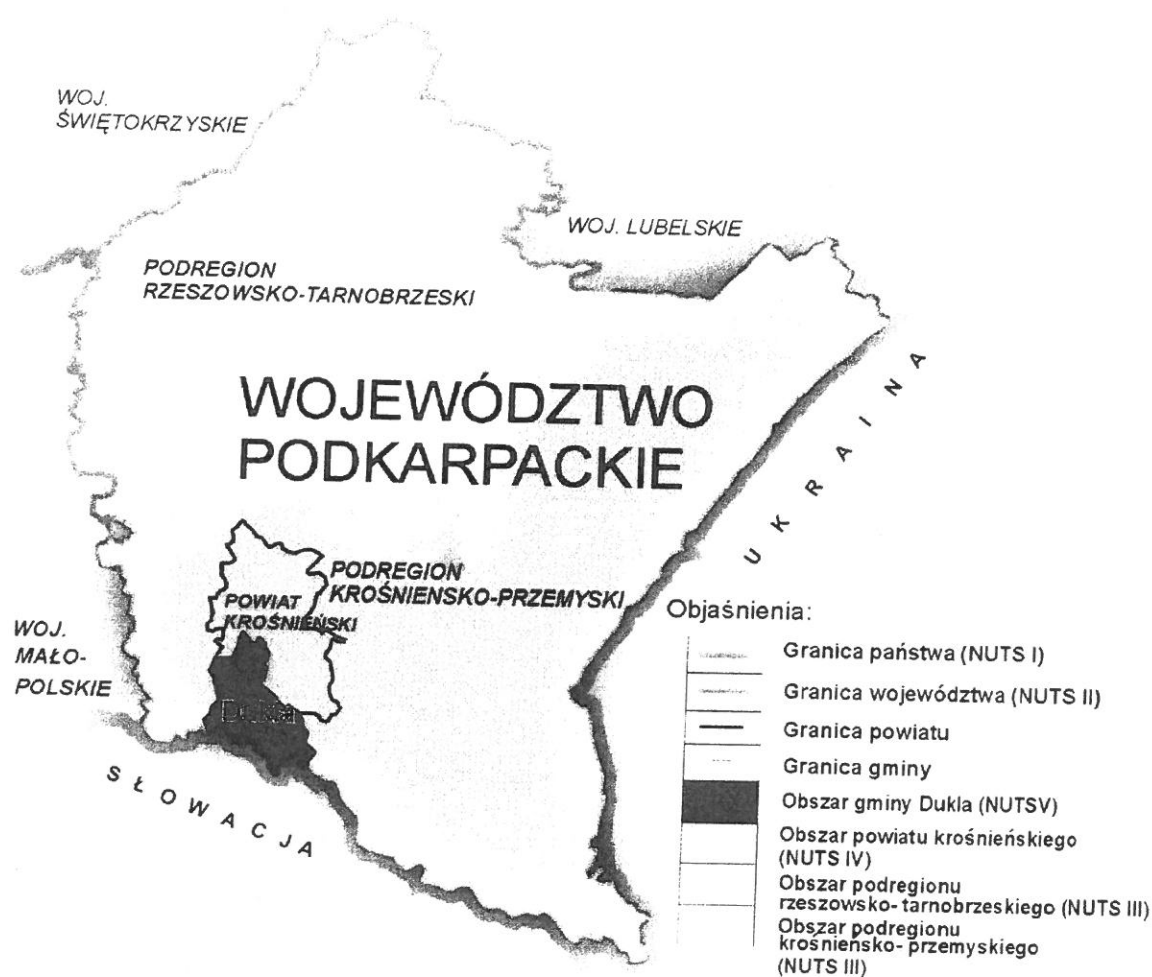 WOJ.
ŚWIĘTOKRZYSKIE
WOJ. LUBELSKIE
PODREGION
RZESZOWSKO-TARNOBRZESKI
WOJEWÓDZTWO
PODKARPACKIE
UKRAINA
PODREGION
KROŚNIENSKO-PRZEMYSKI
POWIAT
KROŚNIEŃSKI
WOJ.
MAŁO-
POLSKIE
Dukla
SŁOWACJA
Objaśnienia:
Granica państwa (NUTS I)
Granica województwa (NUTS II)
Granica powiatu
Granica gminy
Obszar gminy Dukla (NUTSV)
Obszar powiatu krośnieńskiego
(NUTS IV)
Obszar podregionu
rzeszowsko- tarnobrzeskiego (NUTS III)
Obszar podregionu
krośnieńsko- przemyskiego
(NUTS III)